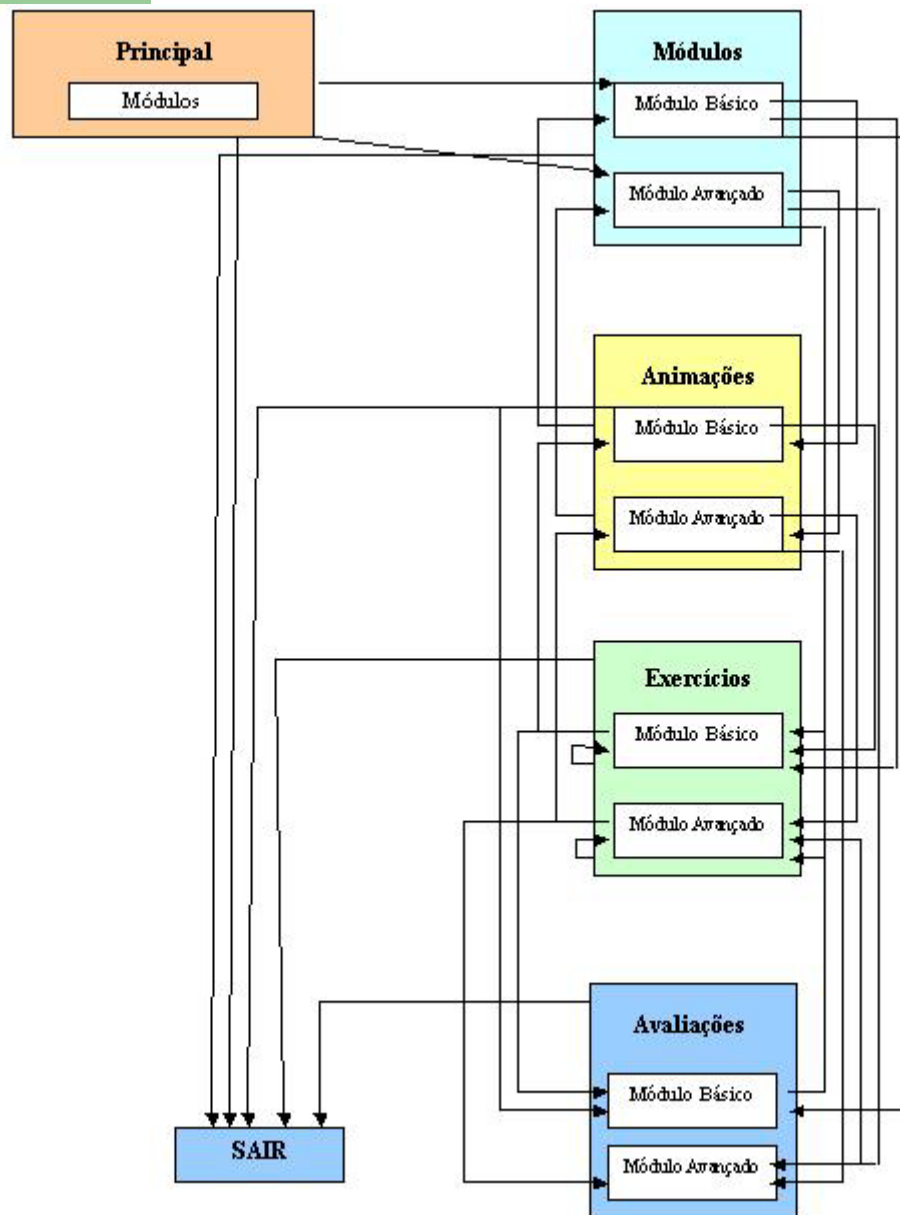 Principal
Módulos
Módulos
Módulo Básico
Módulo Avançado
Animações
Módulo Básico
Módulo Avançado
Exercícios
Módulo Básico
Módulo Avançado
Avaliações
Módulo Básico
Módulo Avançado
SAIR